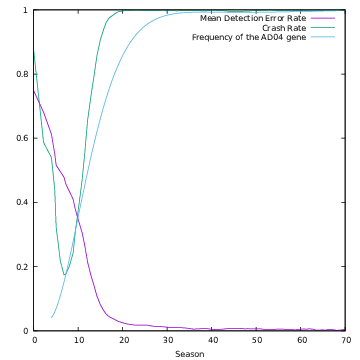 1
Mean Detection Error Rate
Crash Rate
Frequency of the AD04 gene
0.8
0.6
0.4
0.2
0
0 10 20 30 40 50 60 70
Season